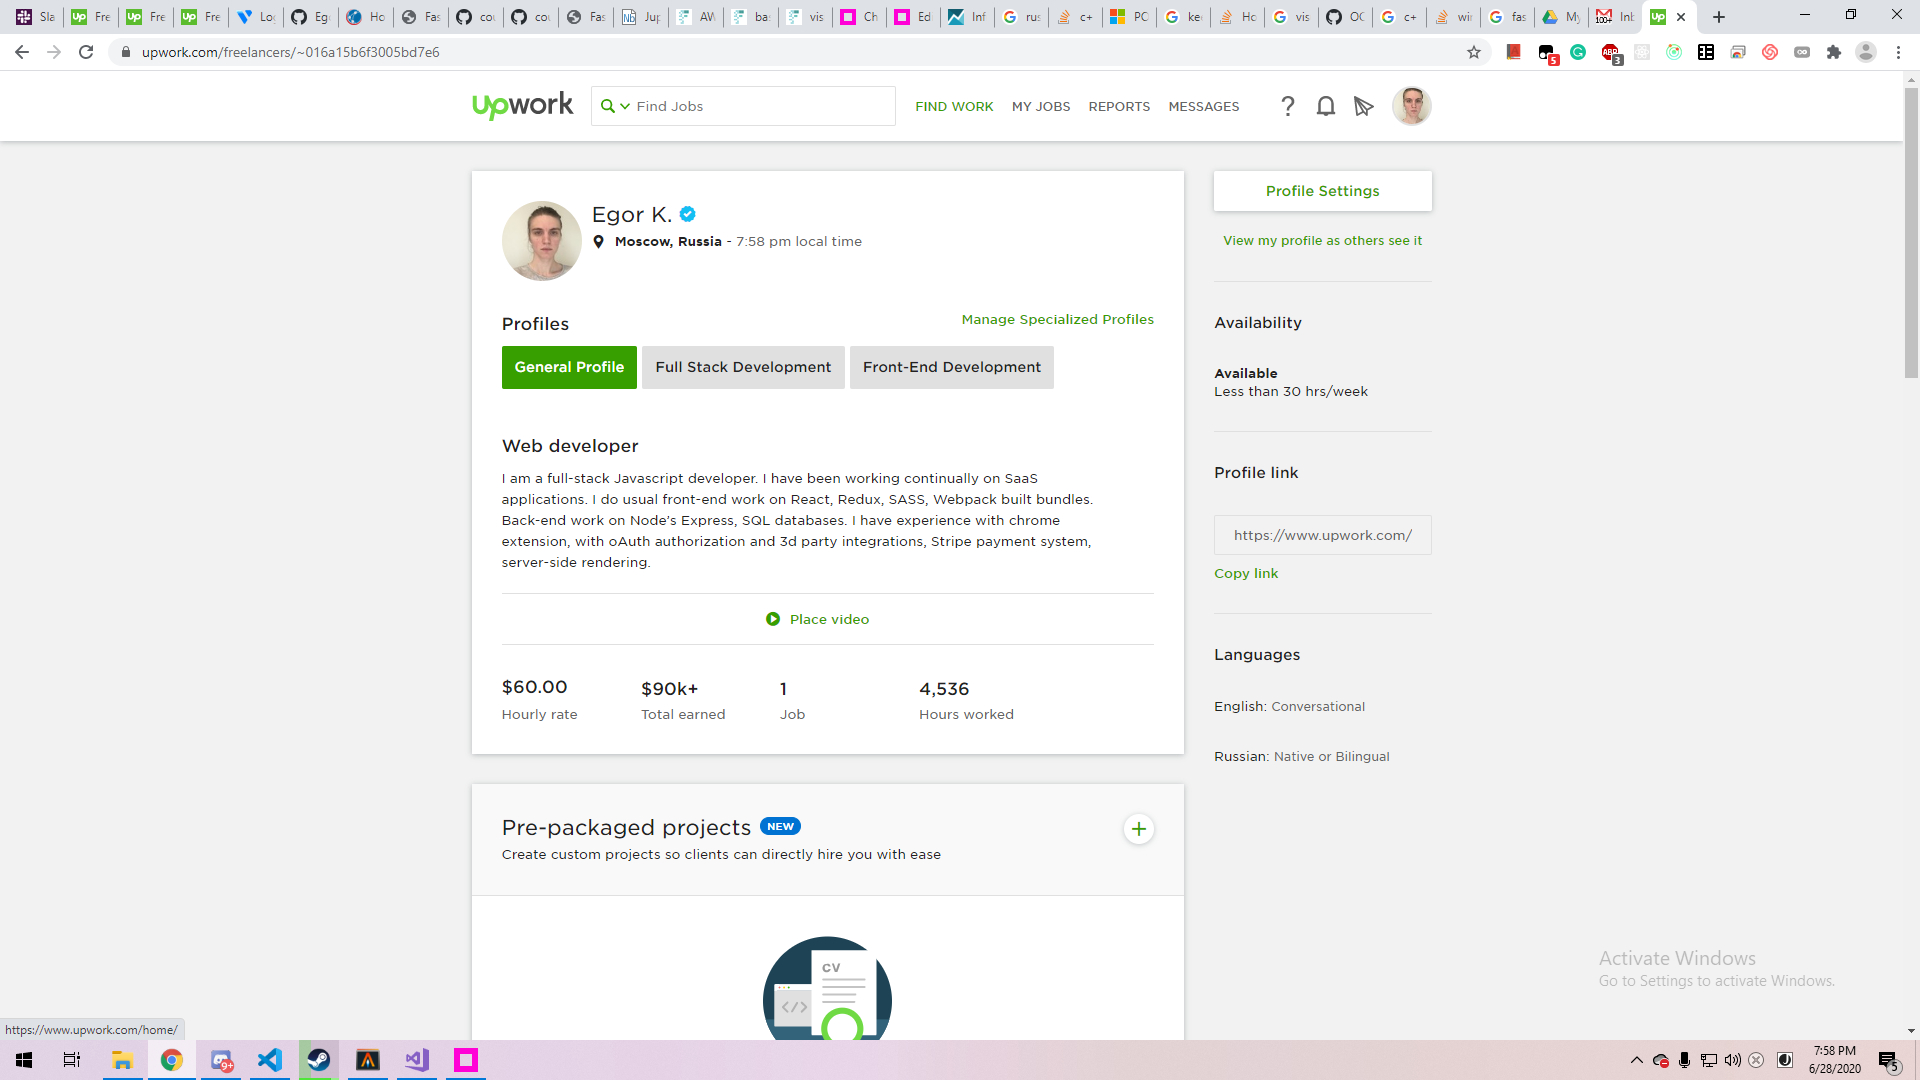 Sla
Fre
Fre
Fre
Log
Ego
Ho
Fas
cou
cou
Fas
Jup
AW
ba
vis
Ch
Ed
Inf
rus
c+
PC
kee
Ho
vis
OC
c+
wir
fas
My
Inb
upwork.com/freelancers/~016a15b6f3005bd7e6
upwork
Find Jobs
FIND WORK
MY JOBS
REPORTS
MESSAGES
Egor K.
Moscow, Russia - 7:58 pm local time
Profile Settings
View my profile as others see it
Profiles
Manage Specialized Profiles
General Profile
Full Stack Development
Front-End Development
Availability
Available
Less than 30 hrs/week
Web developer
I am a full-stack Javascript developer. I have been working continually on SaaS
applications. I do usual front-end work on React, Redux, SASS, Webpack built bundles.
Back-end work on Node's Express, SQL databases. I have experience with chrome
extension, with oAuth authorization and 3d party integrations, Stripe payment system,
server-side rendering.
Profile link
https://www.upwork.com/
Copy link
Place video
Languages
English: Conversational
Russian: Native or Bilingual
$60.00
Hourly rate
$90k+
Total earned
1
Job
4,536
Hours worked
Pre-packaged projects NEW
Create custom projects so clients can directly hire you with ease
CV
</>
Activate Windows
Go to Settings to activate Windows.
https://www.upwork.com/home/
7:58 PM
6/28/2020
5